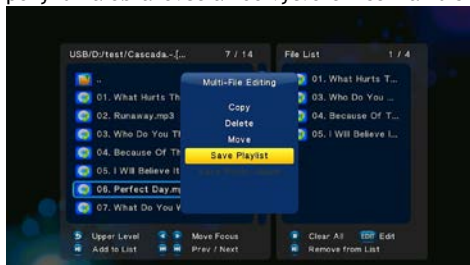 USB/D:/test/Cascada.-.[... 7 / 14
File List 1 / 4
..
01. What Hurts Th
02. Runaway.mp3
03. Who Do You Th
04. Because Of Th
05. I Will Believe It
06. Perfect Day.m
07. What Do You W
Multi-File Editing
Copy
Delete
Move
Save Playlist
01. What Hurts T...
03. Who Do You ...
04. Because Of T...
05. I Will Believe I...
Upper Level Move Focus
Add to List Prev / Next
Clear All EDIT Edit
Remove from List